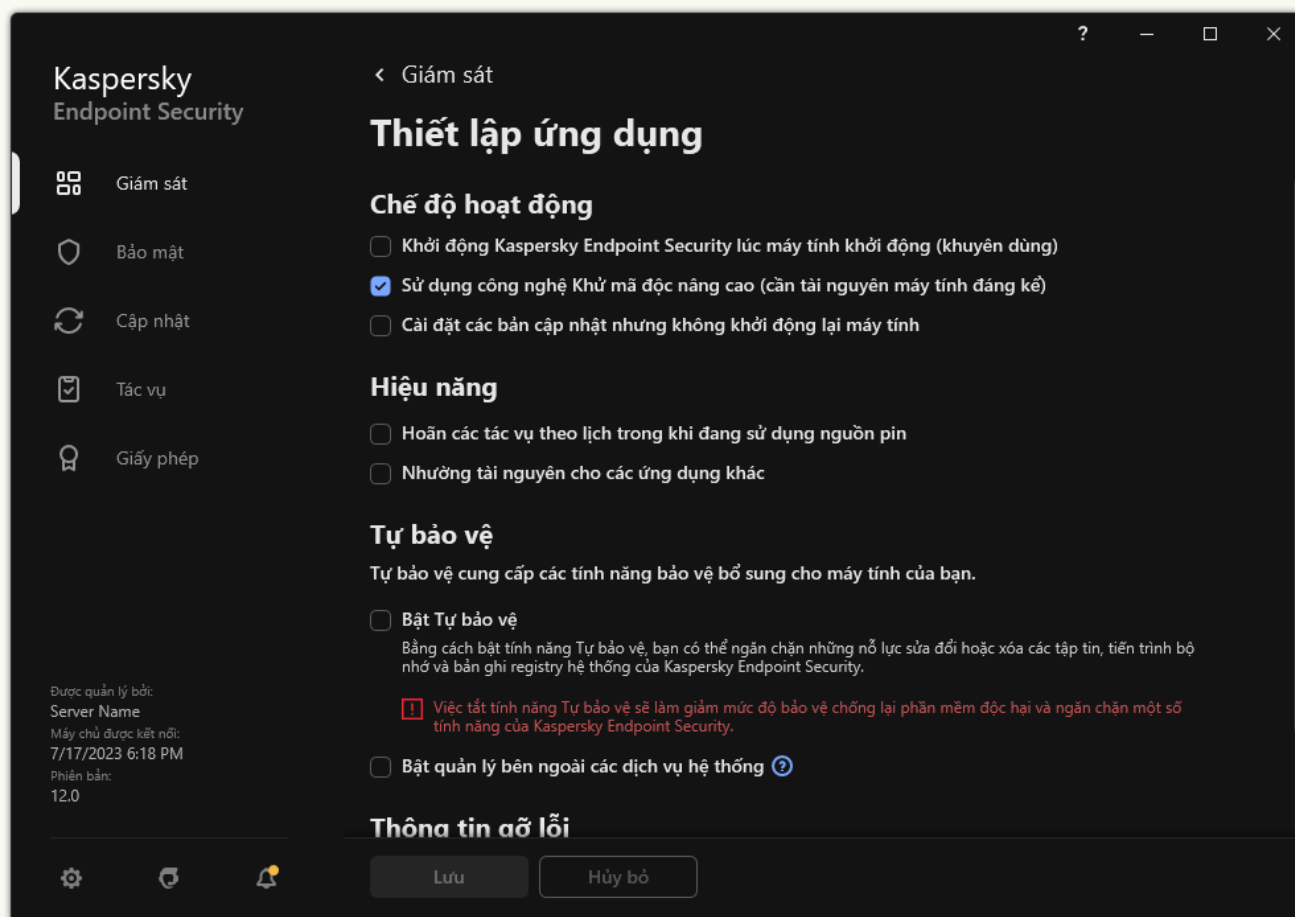 ?
Kaspersky
Endpoint Security
Giám sát
Bảo mật
Cập nhật
Tác vụ
Giấy phép
Được quản lý bởi:
Server Name
Máy chủ được kết nối:
7/17/2023 6:18 PM
Phiên bản:
12.0
Giám sát
Thiết lập ứng dụng
Chế độ hoạt động
Khởi động Kaspersky Endpoint Security lúc máy tính khởi động (khuyên dùng)
Sử dụng công nghệ Khử mã độc nâng cao (cần tài nguyên máy tính đáng kể)
Cài đặt các bản cập nhật nhưng không khởi động lại máy tính
Hiệu năng
Hoãn các tác vụ theo lịch trong khi đang sử dụng nguồn pin
Nhường tài nguyên cho các ứng dụng khác
Tự bảo vệ
Tự bảo vệ cung cấp các tính năng bảo vệ bổ sung cho máy tính của bạn.
Bật Tự bảo vệ
Bằng cách bật tính năng Tự bảo vệ, bạn có thể ngăn chặn những nỗ lực sửa đổi hoặc xóa các tập tin, tiến trình bộ
nhớ và bản ghi registry hệ thống của Kaspersky Endpoint Security.
Việc tắt tính năng Tự bảo vệ sẽ làm giảm mức độ bảo vệ chống lại phần mềm độc hại và ngăn chặn một số
tính năng của Kaspersky Endpoint Security.
Bật quản lý bên ngoài các dịch vụ hệ thống ?
Thông tin gỡ lỗi
Lưu
Hủy bỏ